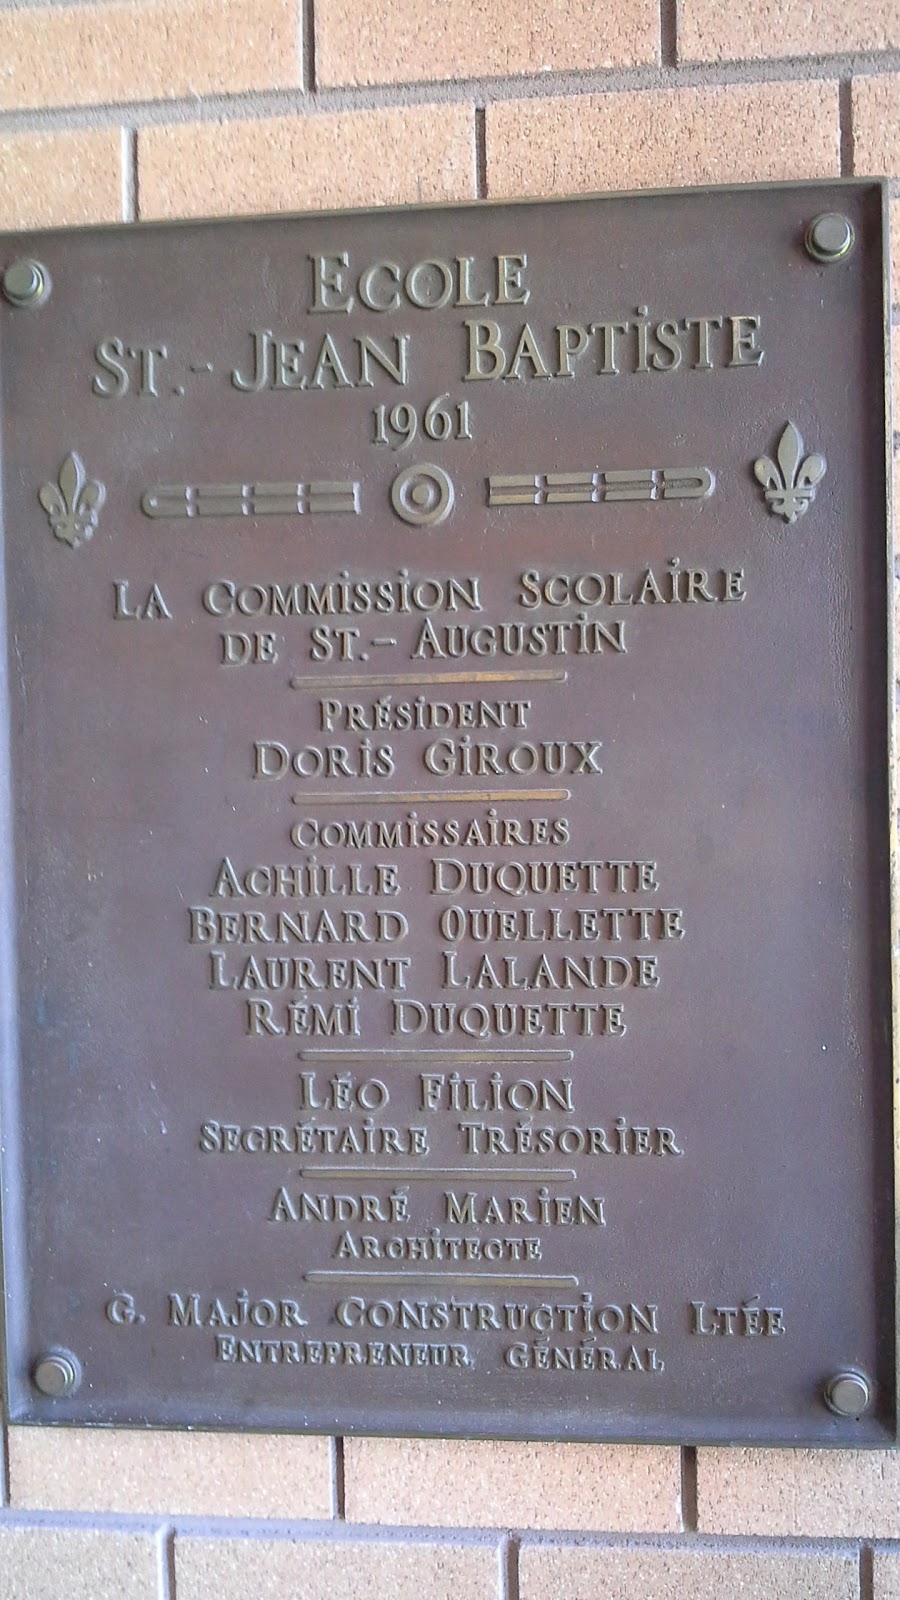 ECOLE
ST.-JEAN BAPTISTE
1961
LA COMMISSION SCOLAIRE
DE ST.-AUGUSTIN
PRÉSIDENT
DORIS GIROUX
COMMISSAIRES
ACHILLE DUQUETTE
BERNARD OUELLETTE
LAURENT LALANDE
RÉMI DUQUETTE
LÉO FILION
SECRÉTAIRE TRÉSORIER
ANDRÉ MARIEN
ARCHITECTE
G. MAJOR CONSTRUCTION LTÉE
ENTREPRENEUR GÉNÉRAL